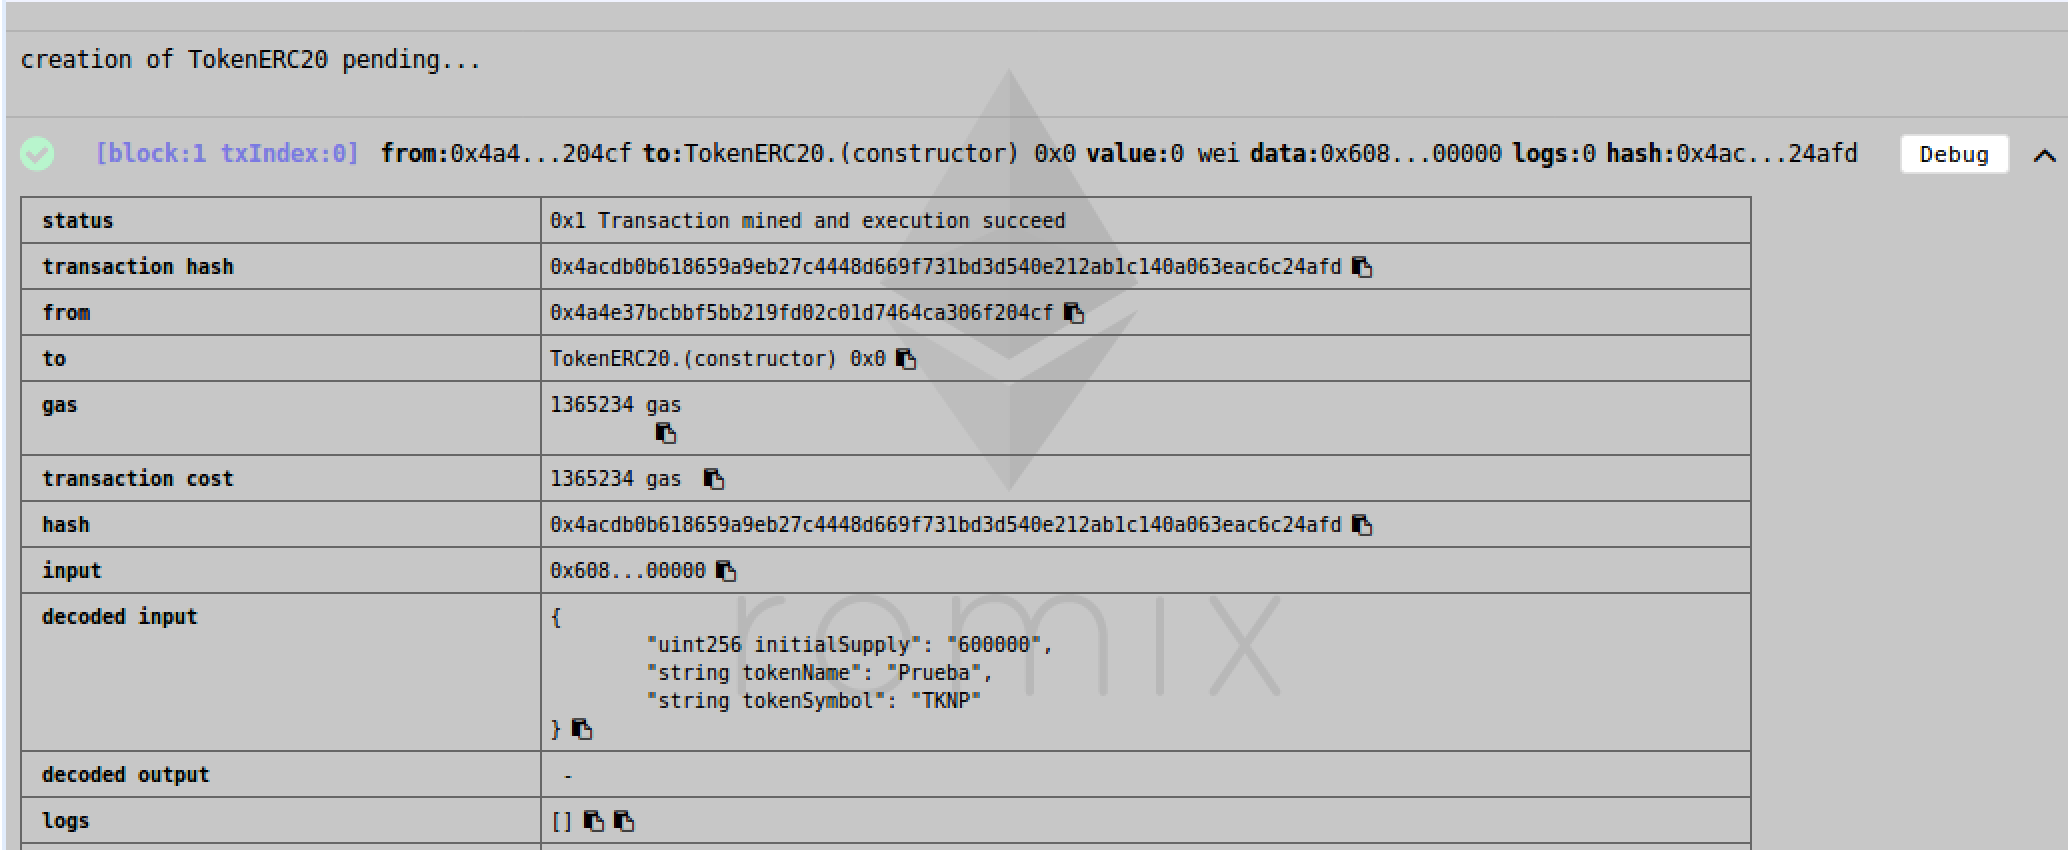 creation of TokenERC20 pending...
[block:1 txIndex:0] from:0x4a4...204cf to:TokenERC20.(constructor) 0x0 value:0 wei data:0x608...00000 logs:0 hash:0x4ac...24afd Debug
status 0x1 Transaction mined and execution succeed
transaction hash 0x4acdb0b618659a9eb27c4448d669f731bd3d540e212ab1c140a063eac6c24afd
from 0x4a4e37bcbbf5bb219fd02c01d7464ca306f204cf
to TokenERC20.(constructor) 0x0
gas 1365234 gas
transaction cost 1365234 gas
hash 0x4acdb0b618659a9eb27c4448d669f731bd3d540e212ab1c140a063eac6c24afd
input 0x608...00000
decoded input {
"uint256 initialSupply": "600000",
"string tokenName": "Prueba",
"string tokenSymbol": "TKNP"
}
decoded output -
logs []
remix